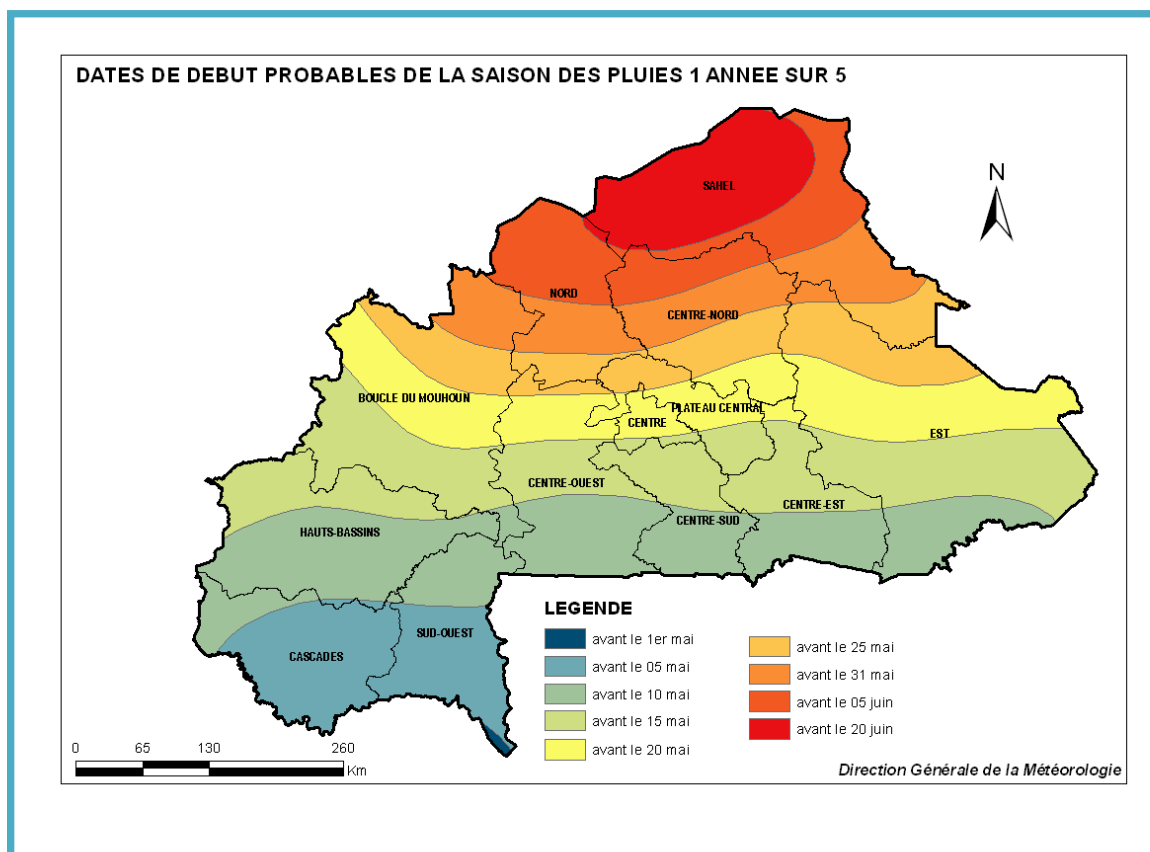 DATES DE DEBUT PROBABLES DE LA SAISON DES PLUIES 1 ANNEE SUR 5
N
SAHEL
NORD
CENTRE-NORD
BOUCLE DU MOUHOUN
PLATEAU CENTRAL
CENTRE
EST
CENTRE-OUEST
CENTRE-EST
CENTRE-SUD
HAUTS-BASSINS
SUD-OUEST
CASCADES
LEGENDE
avant le 1er mai
avant le 05 mai
avant le 10 mai
avant le 15 mai
avant le 20 mai
avant le 25 mai
avant le 31 mai
avant le 05 juin
avant le 20 juin
0 65 130 260
Km
Direction Générale de la Météorologie